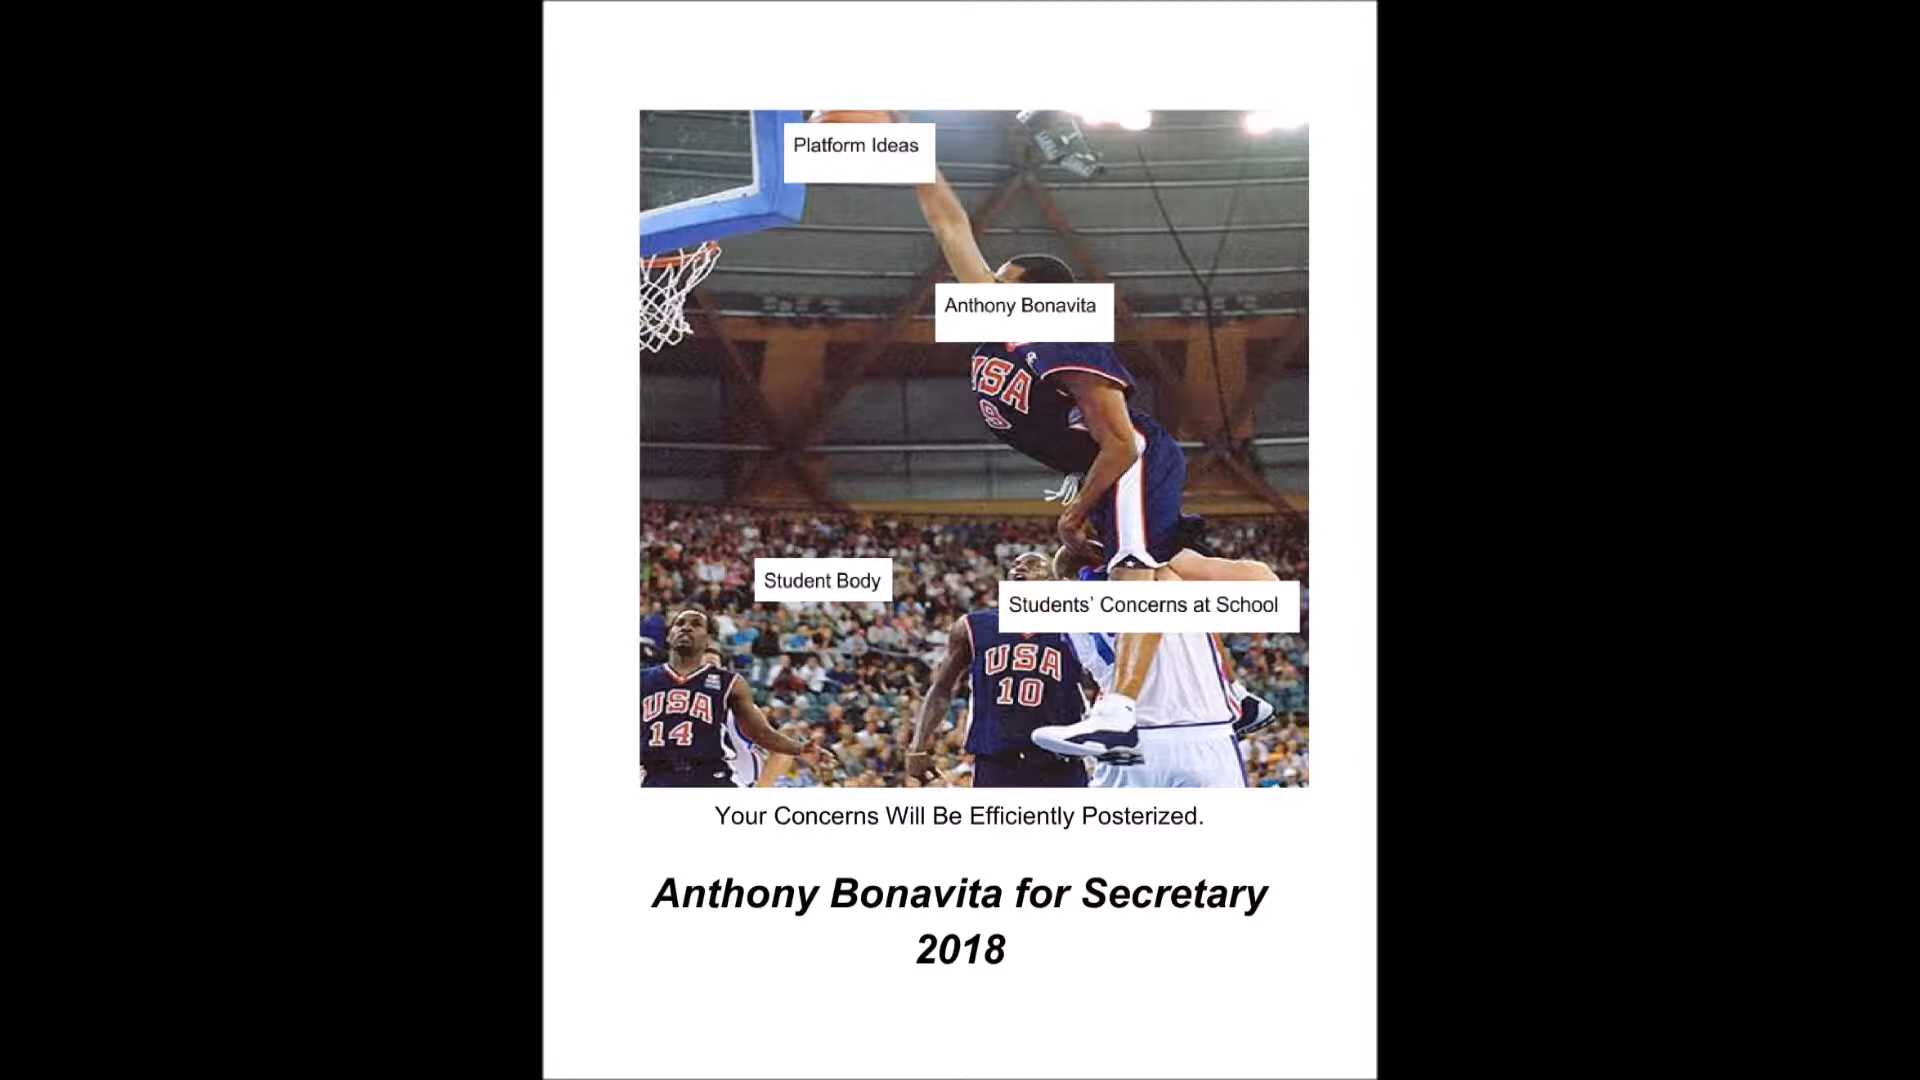 Platform Ideas
Anthony Bonavita
USA
9
Student Body
Students' Concerns at School
USA
10
USA
14
Your Concerns Will Be Efficiently Posterized.
Anthony Bonavita for Secretary
2018